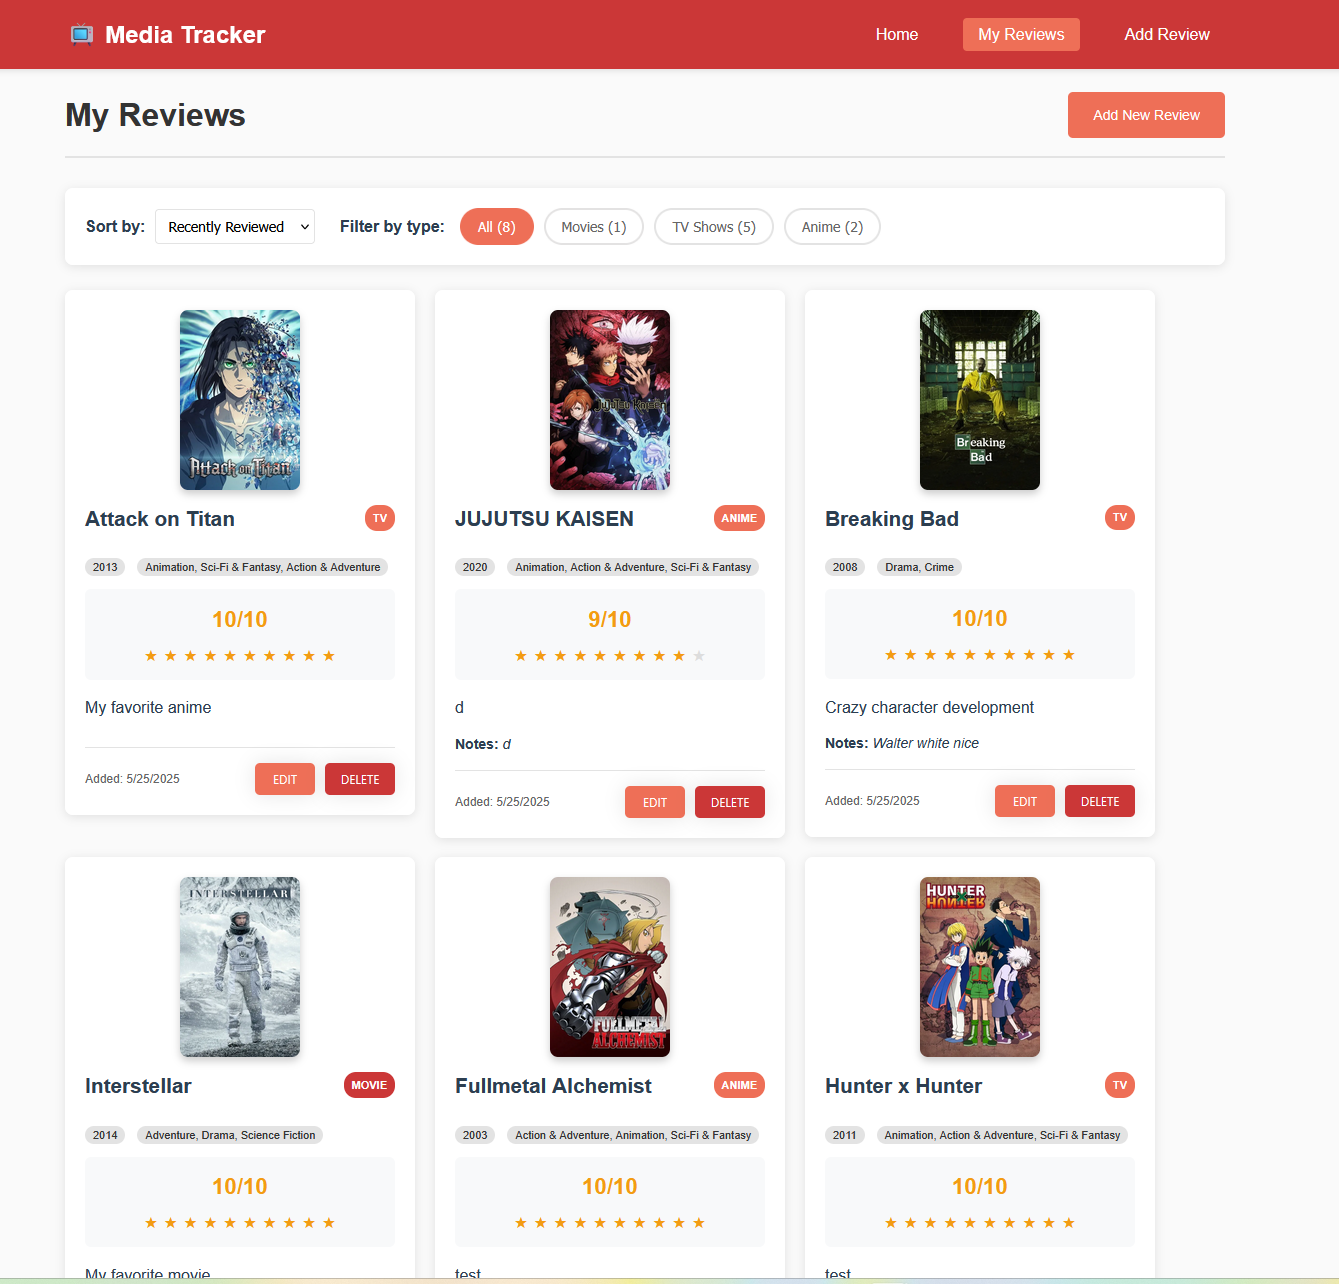 Media Tracker
Home
My Reviews
Add Review
My Reviews
Add New Review
Sort by:
Recently Reviewed
Filter by type:
All (8)
Movies (1)
TV Shows (5)
Anime (2)
Attack on Titan
Attack on Titan
TV
2013
Animation, Sci-Fi & Fantasy, Action & Adventure
10/10
★ ★ ★ ★ ★ ★ ★ ★ ★ ★
My favorite anime
Added: 5/25/2025
EDIT
DELETE
JUJUTSU KAISEN
JUJUTSU KAISEN
ANIME
2020
Animation, Action & Adventure, Sci-Fi & Fantasy
9/10
★ ★ ★ ★ ★ ★ ★ ★ ★ ★
d
Notes: d
Added: 5/25/2025
EDIT
DELETE
Breaking
Bad
Breaking Bad
TV
2008
Drama, Crime
10/10
★ ★ ★ ★ ★ ★ ★ ★ ★ ★
Crazy character development
Notes: Walter white nice
Added: 5/25/2025
EDIT
DELETE
INTERSTELLAR
Interstellar
MOVIE
2014
Adventure, Drama, Science Fiction
10/10
★ ★ ★ ★ ★ ★ ★ ★ ★ ★
My favorite movie
FULLMETAL
ALCHEMIST
Fullmetal Alchemist
ANIME
2003
Action & Adventure, Animation, Sci-Fi & Fantasy
10/10
★ ★ ★ ★ ★ ★ ★ ★ ★ ★
test
HUNTER
HUNTER
Hunter x Hunter
TV
2011
Animation, Action & Adventure, Sci-Fi & Fantasy
10/10
★ ★ ★ ★ ★ ★ ★ ★ ★ ★
test